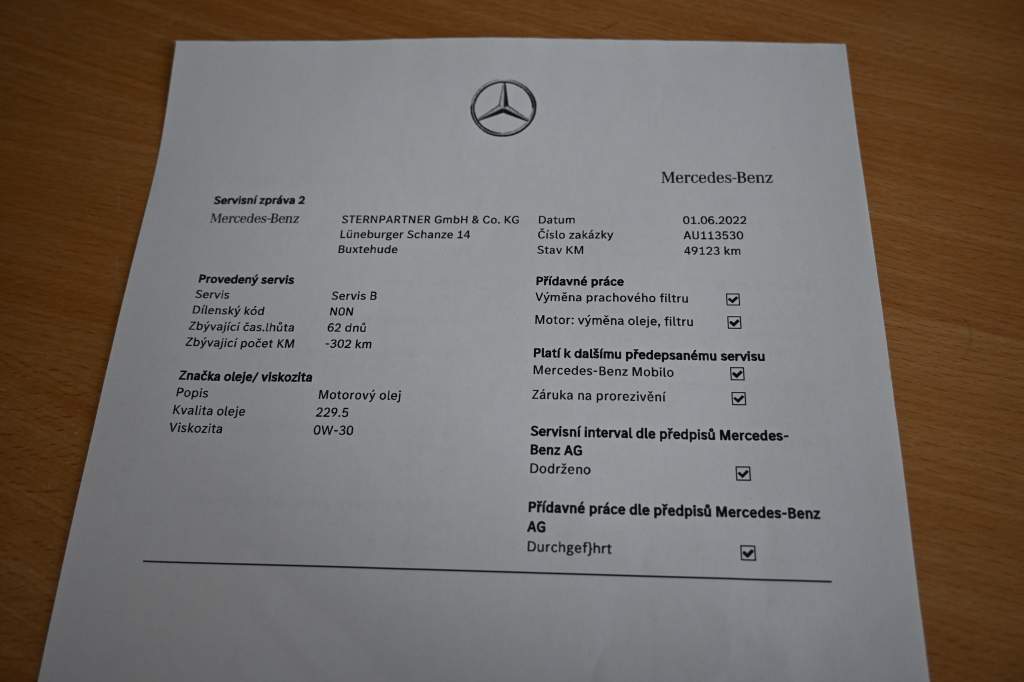 Mercedes-Benz
Servisní zpráva 2
Mercedes-Benz STERNPARTNER GmbH & Co. KG Datum 01.06.2022
Lüneburger Schanze 14 Číslo zakázky AU113530
Buxtehude Stav KM 49123 km
Provedený servis
Servis Servis B
Dílenský kód N0N
Zbývající čas.lhůta 62 dnů
Zbývajicí počet KM -302 km
Značka oleje/ viskozita
Popis Motorový olej
Kvalita oleje 229.5
Viskozita 0W-30
Přídavné práce
Výměna prachového filtru
Motor: výměna oleje, filtru
Platí k dalšímu předepsanému servisu
Mercedes-Benz Mobilo
Záruka na prorezivění
Servisní interval dle předpisů Mercedes-
Benz AG
Dodrženo
Přídavné práce dle předpisů Mercedes-Benz
AG
Durchgef}hrt